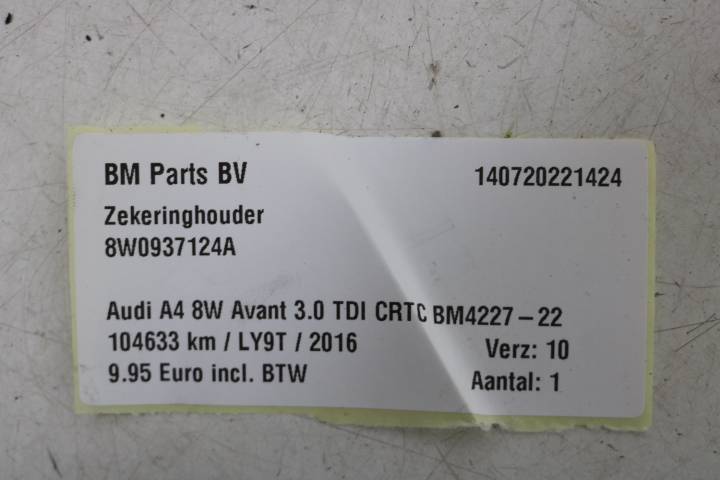 BM Parts BV 140720221424
Zekeringhouder
8W0937124A
Audi A4 8W Avant 3.0 TDI CRTC BM4227-22
104633 km / LY9T / 2016 Verz: 10
9.95 Euro incl. BTW Aantal: 1